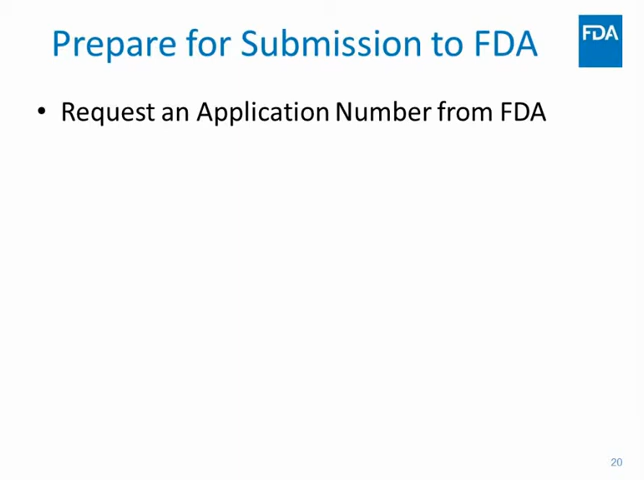 Prepare for Submission to FDA
FDA
• Request an Application Number from FDA
20